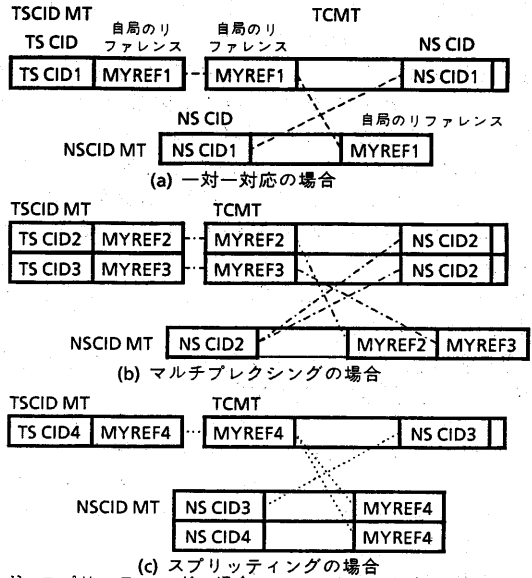 TSCID MT
TCMT
TS CID
自局のリ
ファレンス
自局のリ
ファレンス
NS CID
TS CID1 MYREF1 MYREF1 NS CID1
NS CID
自局のリファレンス
NSCID MT NS CID1 MYREF1
(a) 一対一対応の場合
TSCID MT TCMT
TS CID2 MYREF2 MYREF2 NS CID2
TS CID3 MYREF3 MYREF3 NS CID2
NSCID MT NS CID2 MYREF2 MYREF3
(b) マルチプレクシングの場合
TSCID MT TCMT
TS CID4 MYREF4 MYREF4 NS CID3
NSCID MT NS CID3 MYREF4
NS CID4 MYREF4
(c) スプリッティングの場合